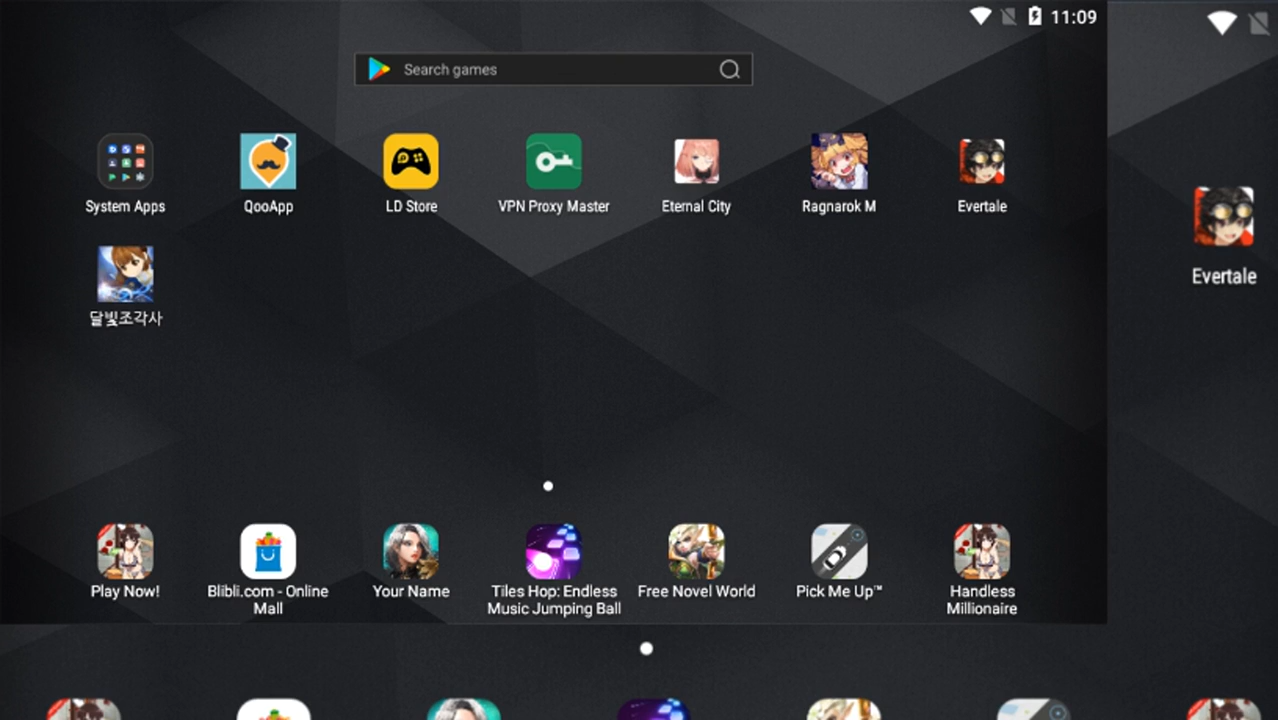 11:09
Search games
System Apps
QooApp
LD Store
VPN Proxy Master
Eternal City
Ragnarok M
Evertale
Evertale
달빛조각사
Play Now!
Blibli.com - Online
Mall
Your Name
Tiles Hop: Endless
Music Jumping Ball
Free Novel World
Pick Me Up™
Handless
Millionaire